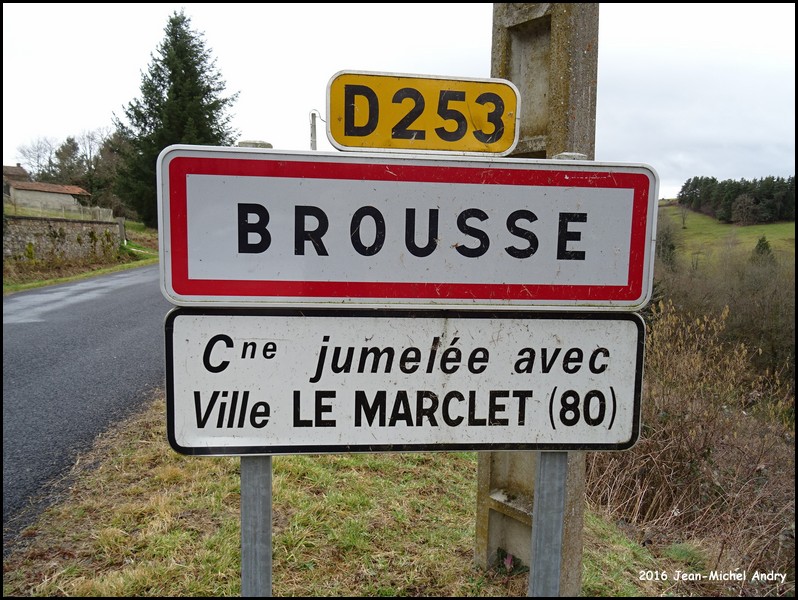 D253
BROUSSE
Cne jumelée avec
Ville LE MARCLET (80)
2016 Jean-Michel Andry